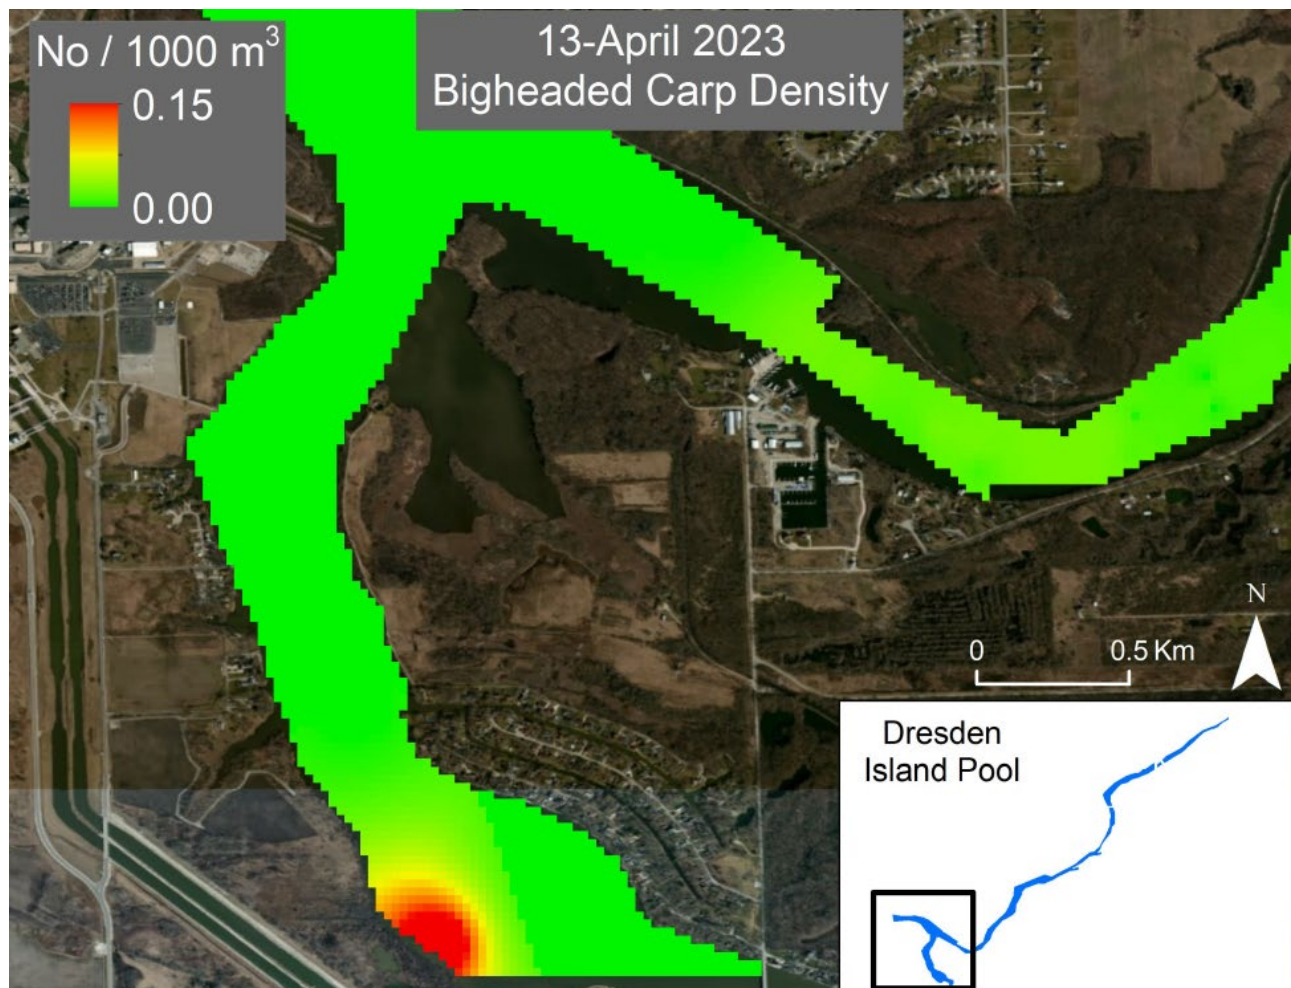 No / 1000 m³
0.15
0.00
13-April 2023
Bigheaded Carp Density
N
0
0.5 Km
Dresden
Island Pool